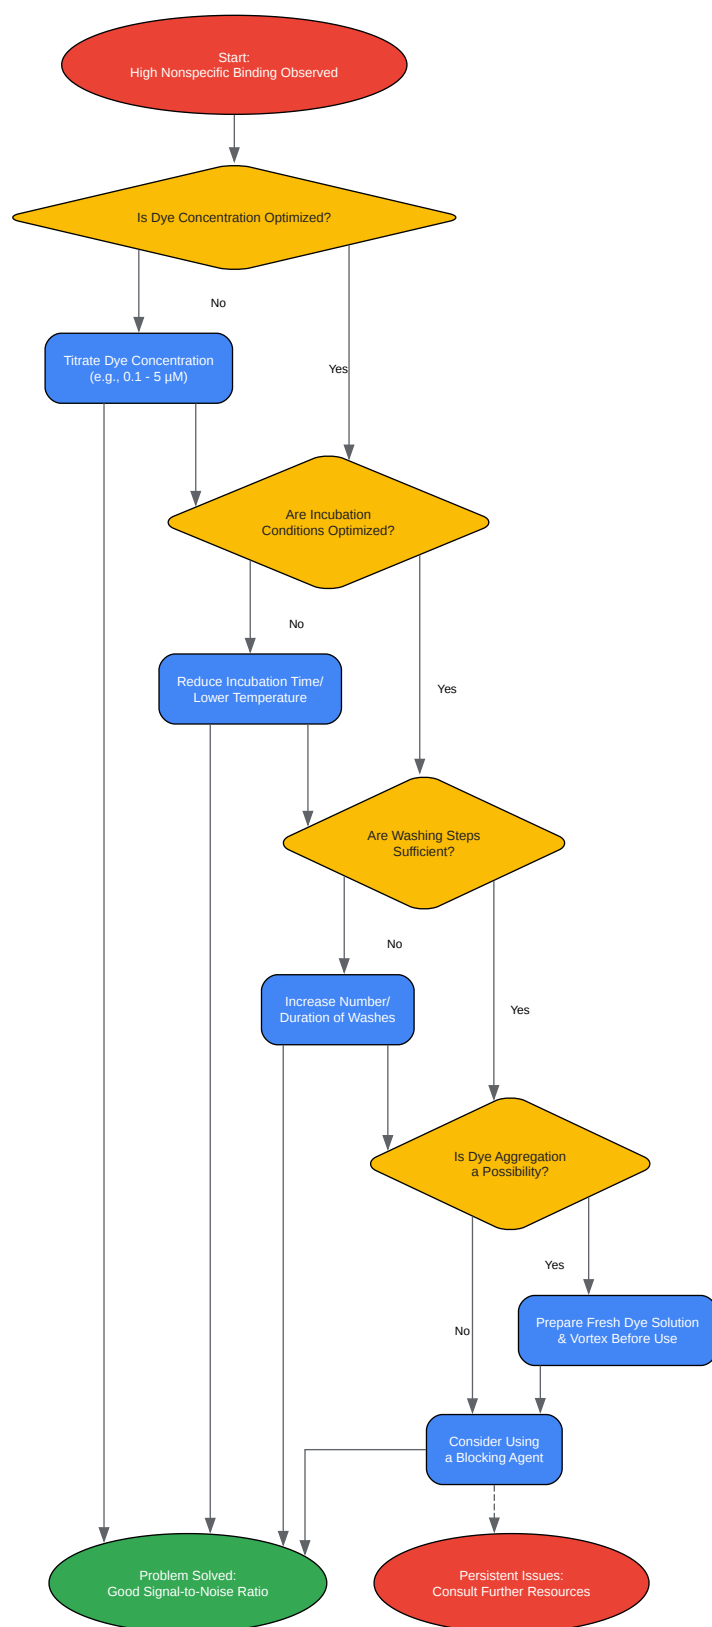 Start:
High Nonspecific Binding Observed
Is Dye Concentration Optimized?
No
Titrate Dye Concentration
(e.g., 0.1 - 5 µM)
Yes
Are Incubation
Conditions Optimized?
No
Reduce Incubation Time/
Lower Temperature
Yes
Are Washing Steps
Sufficient?
No
Increase Number/
Duration of Washes
Yes
Is Dye Aggregation
a Possibility?
Yes
Prepare Fresh Dye Solution
& Vortex Before Use
No
Consider Using
a Blocking Agent
Problem Solved:
Good Signal-to-Noise Ratio
Persistent Issues:
Consult Further Resources